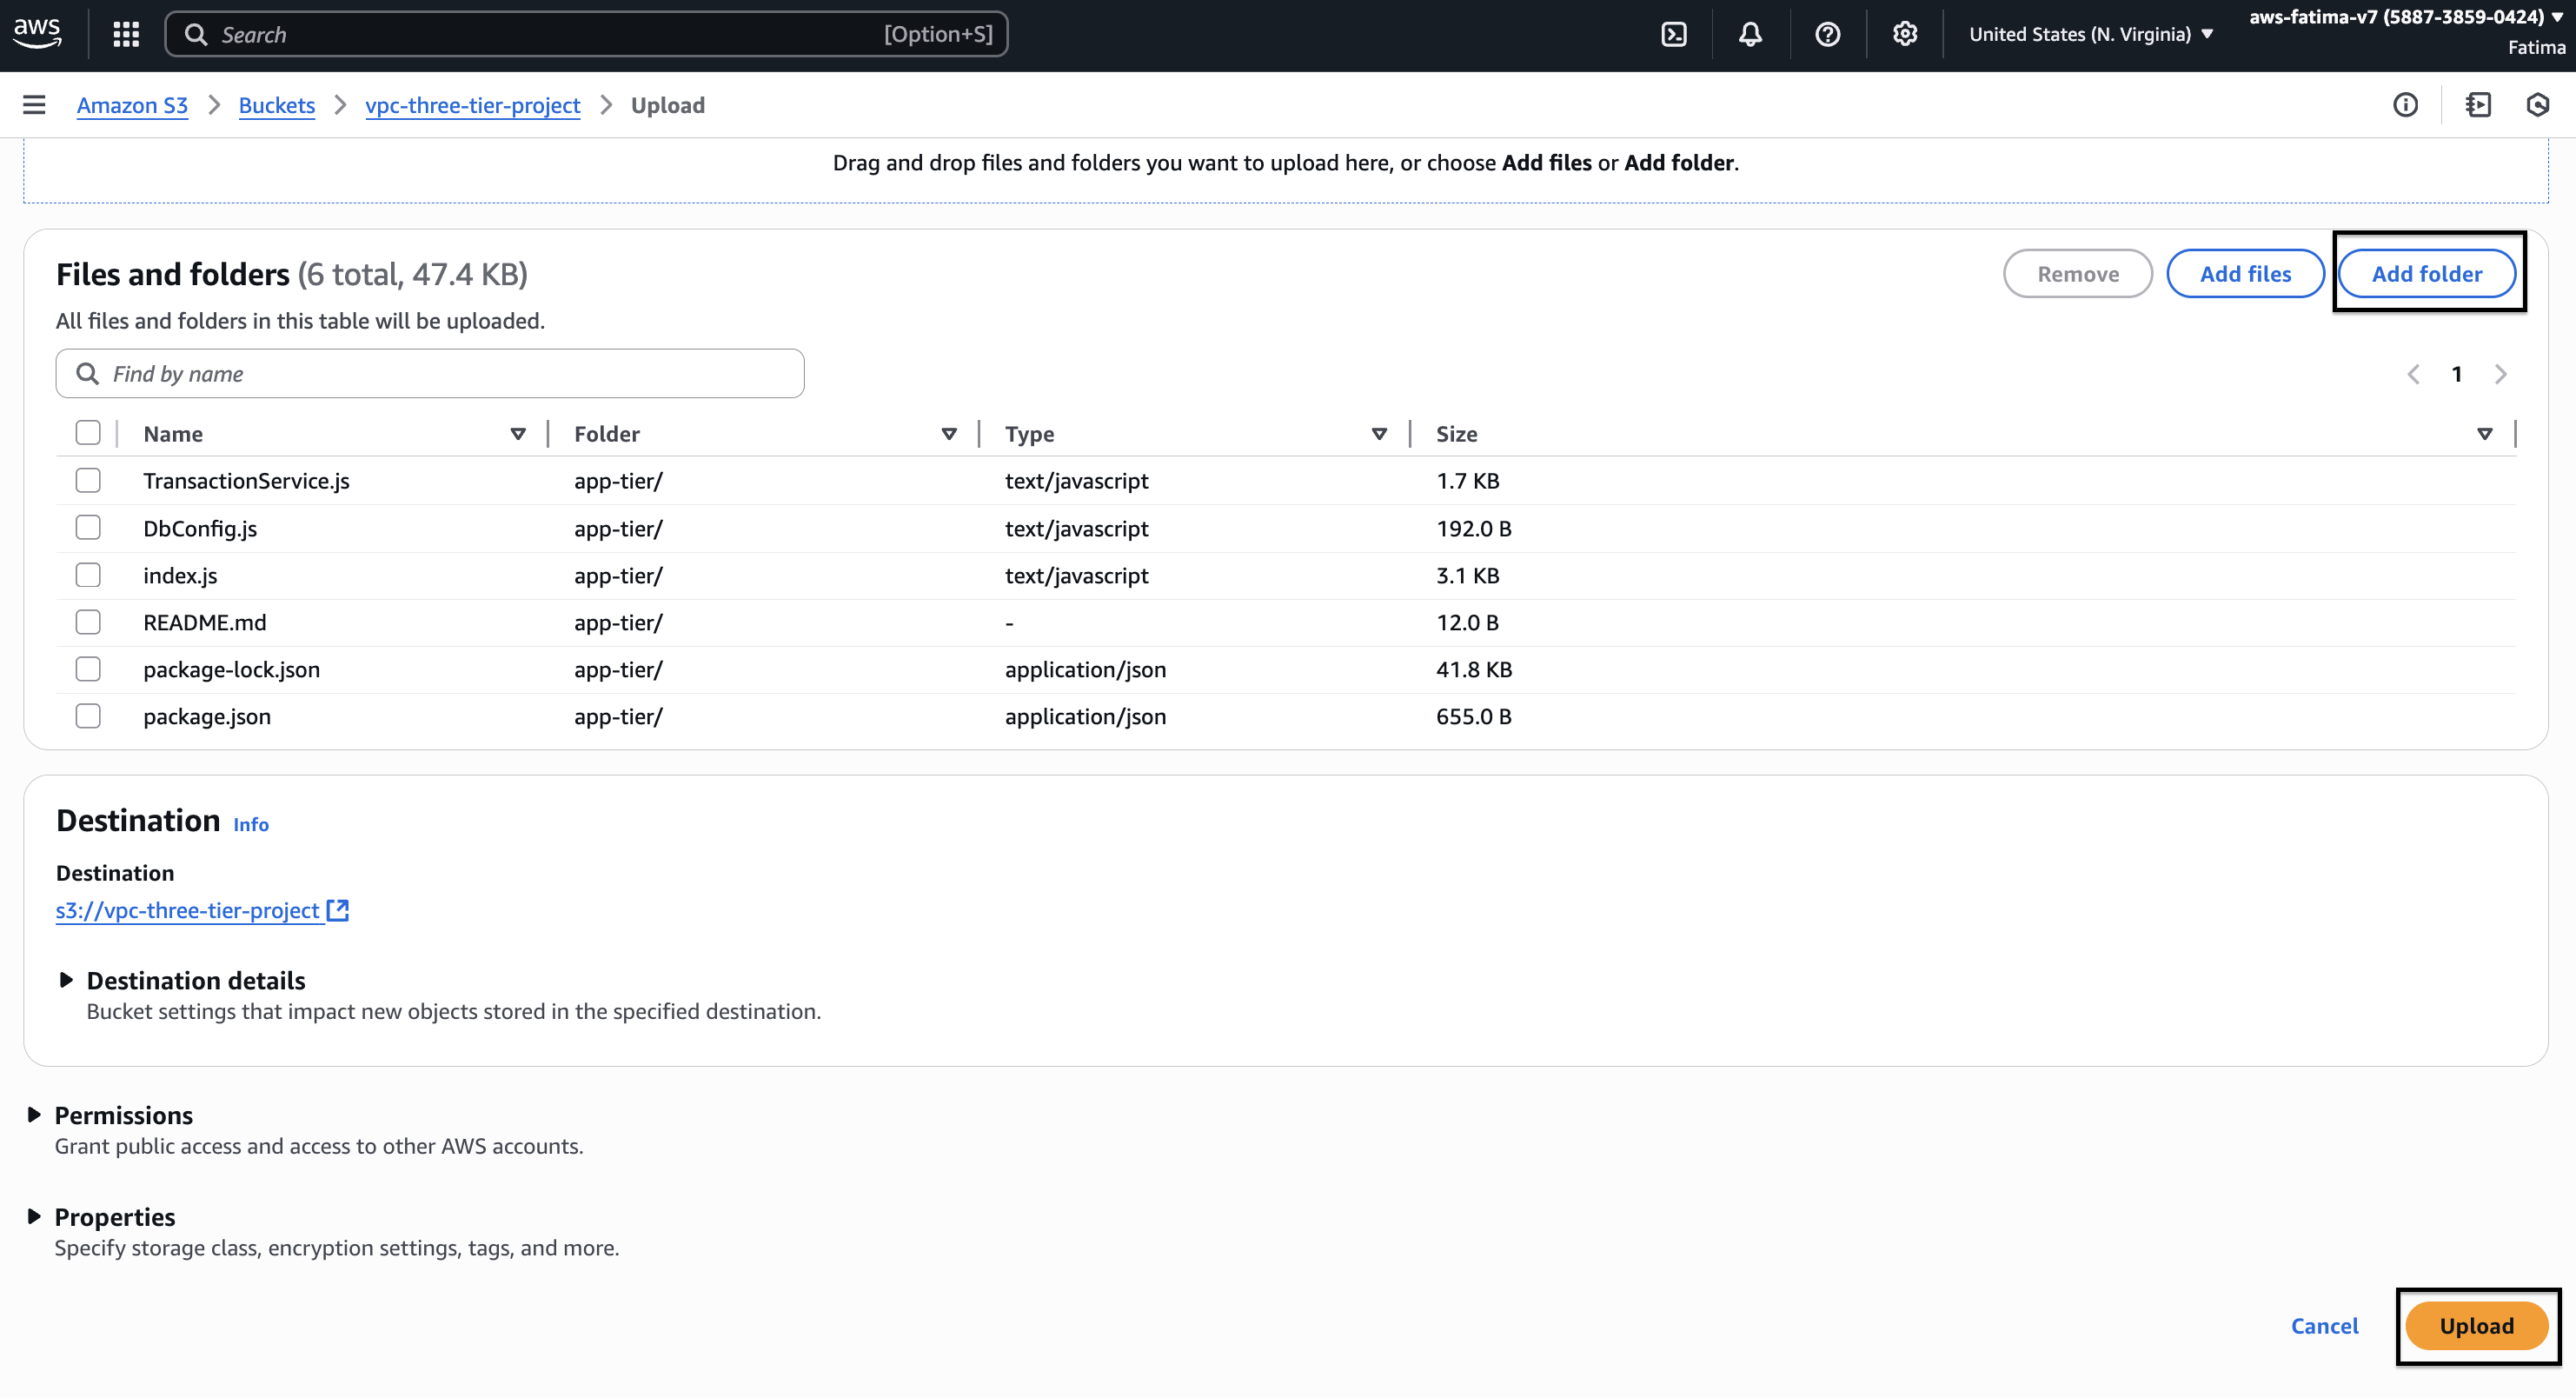 aws
Search [Option+S]
United States (N. Virginia) aws-fatima-v7 (5887-3859-0424)
Fatima
Amazon S3 Buckets vpc-three-tier-project Upload
Drag and drop files and folders you want to upload here, or choose Add files or Add folder.
Files and folders (6 total, 47.4 KB) Remove Add files Add folder
All files and folders in this table will be uploaded.
Find by name 1
Name Folder Type Size
TransactionService.js app-tier/ text/javascript 1.7 KB
DbConfig.js app-tier/ text/javascript 192.0 B
index.js app-tier/ text/javascript 3.1 KB
README.md app-tier/ - 12.0 B
package-lock.json app-tier/ application/json 41.8 KB
package.json app-tier/ application/json 655.0 B
Destination Info
Destination
s3://vpc-three-tier-project
Destination details
Bucket settings that impact new objects stored in the specified destination.
Permissions
Grant public access and access to other AWS accounts.
Properties
Specify storage class, encryption settings, tags, and more.
Cancel Upload